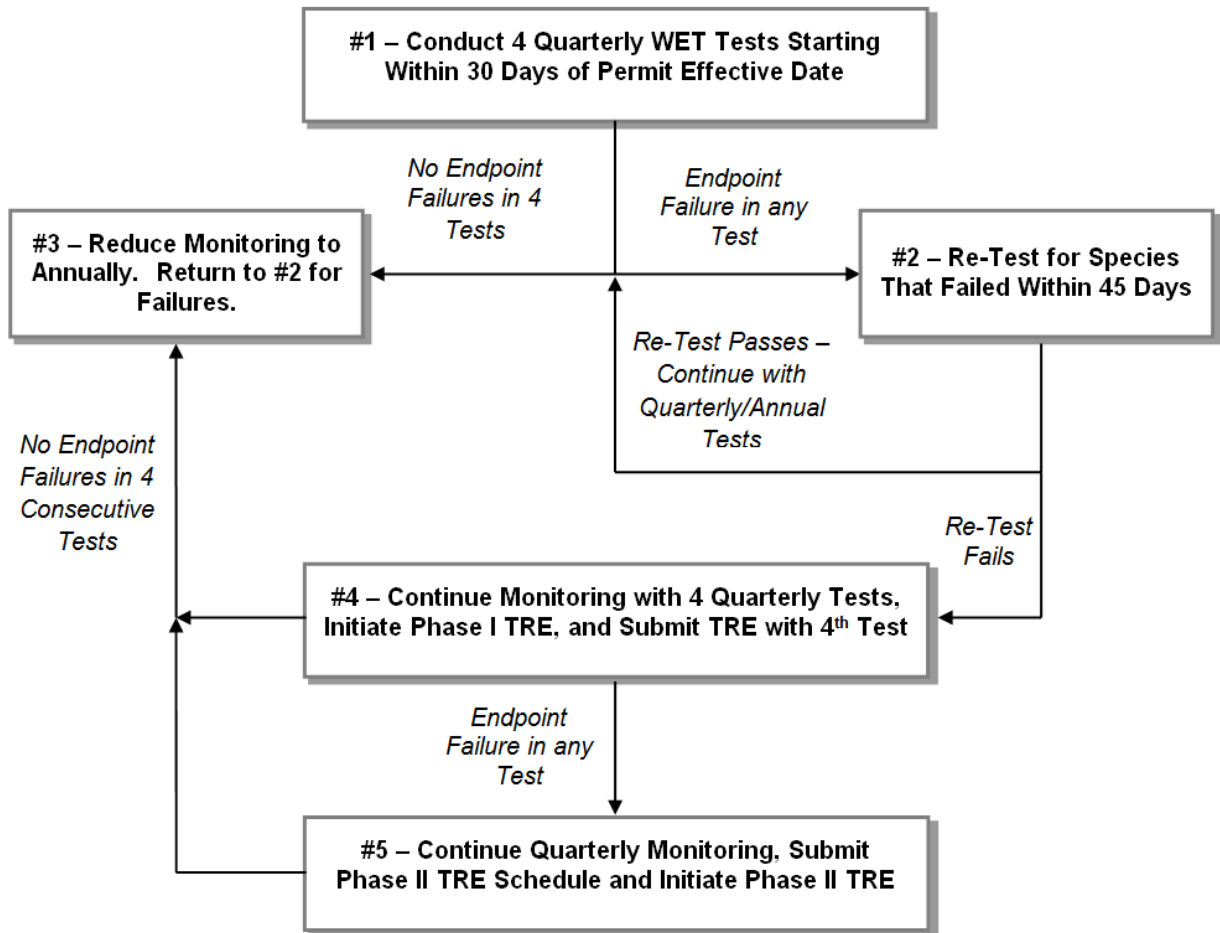 #1 – Conduct 4 Quarterly WET Tests Starting
Within 30 Days of Permit Effective Date
No Endpoint
Failures in 4
Tests
Endpoint
Failure in any
Test
#3 – Reduce Monitoring to
Annually. Return to #2 for
Failures.
#2 – Re-Test for Species
That Failed Within 45 Days
Re-Test Passes –
Continue with
Quarterly/Annual
Tests
No Endpoint
Failures in 4
Consecutive
Tests
Re-Test
Fails
#4 – Continue Monitoring with 4 Quarterly Tests,
Initiate Phase I TRE, and Submit TRE with 4th Test
Endpoint
Failure in any
Test
#5 – Continue Quarterly Monitoring, Submit
Phase II TRE Schedule and Initiate Phase II TRE